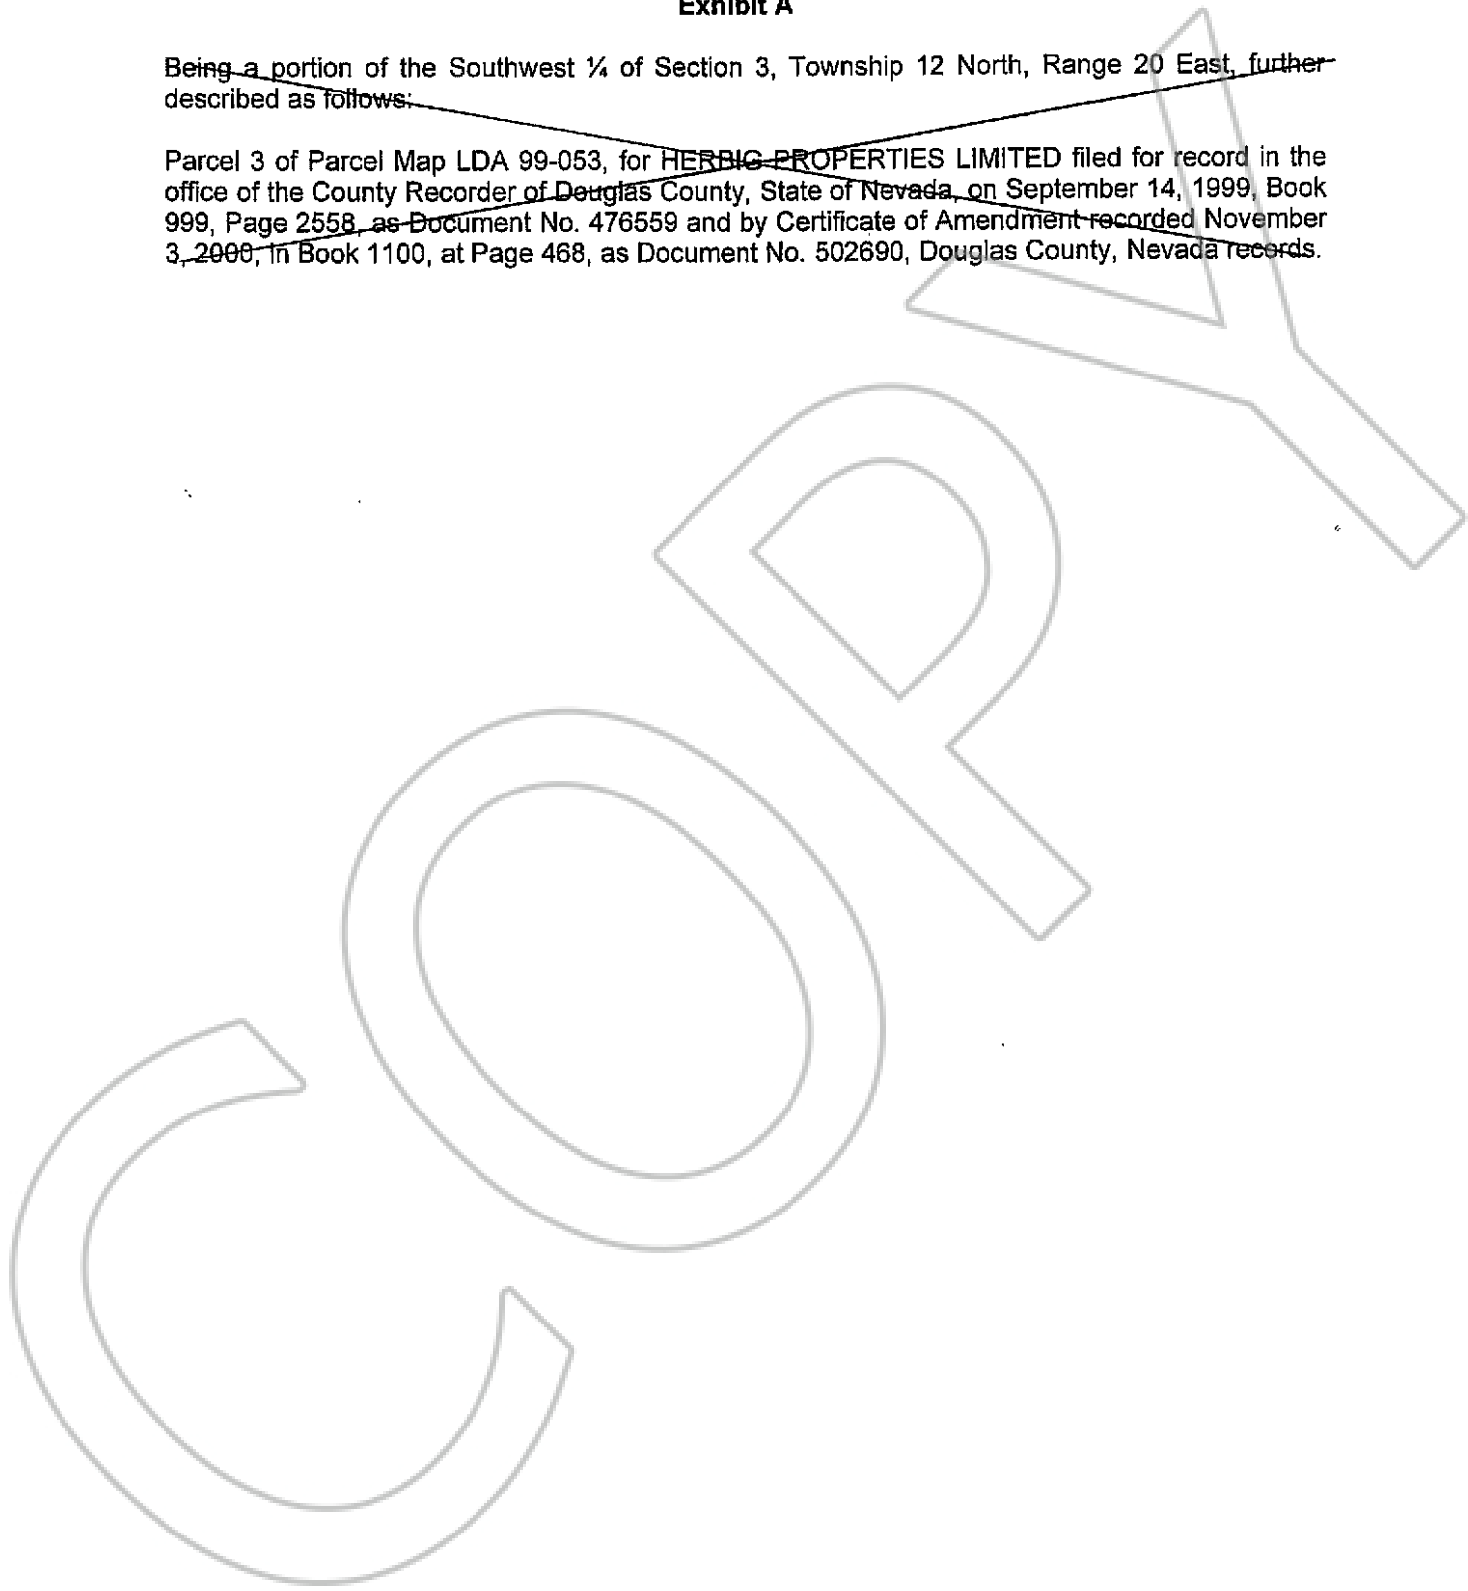 Exhibit A
Being a portion of the Southwest ¼ of Section 3, Township 12 North, Range 20 East, further
described as follows:
Parcel 3 of Parcel Map LDA 99-053, for HERBIG PROPERTIES LIMITED filed for record in the
office of the County Recorder of Douglas County, State of Nevada, on September 14, 1999, Book
999, Page 2558, as Document No. 476559 and by Certificate of Amendment recorded November
3, 2000, in Book 1100, at Page 468, as Document No. 502690, Douglas County, Nevada records.
COPY